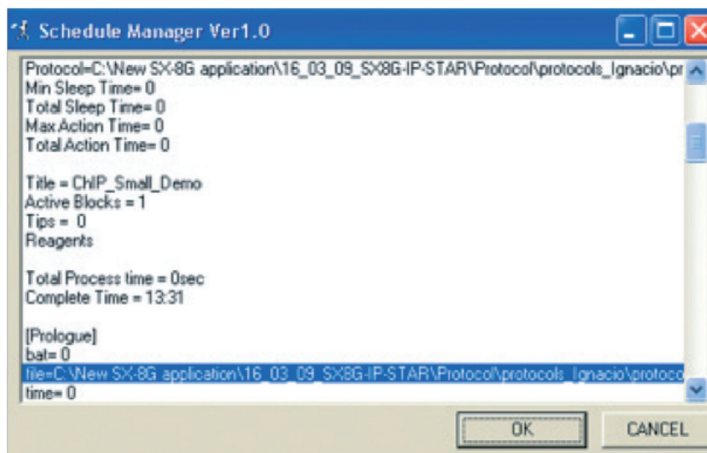 Schedule Manager Ver1.0
Protocol=C:\New SX-8G application\16_03_09_SX8G-IP-STAR\Protocol\protocols_Ignacio\pr
Min Sleep Time= 0
Total Sleep Time= 0
Max Action Time= 0
Total Action Time= 0
Title = ChIP_Small_Demo
Active Blocks = 1
Tips = 0
Reagents
Total Process time = 0sec
Complete Time = 13:31
[Prologue]
bat= 0
file=C:\New SX-8G application\16_03_09_SX8G-IP-STAR\Protocol\protocols_Ignacio\protoco
time= 0
OK CANCEL